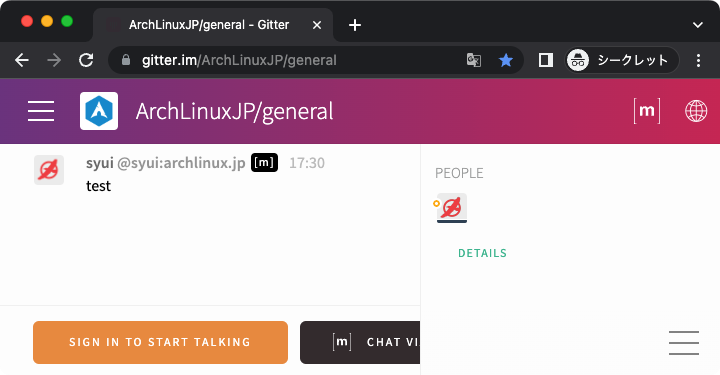 ArchLinuxJP/general - Gitter
gitter.im/ArchLinuxJP/general
シークレット
ArchLinuxJP/general
[m]
syui @syui:archlinux.jp [m] 17:30
test
PEOPLE
DETAILS
SIGN IN TO START TALKING
[m] CHAT VI